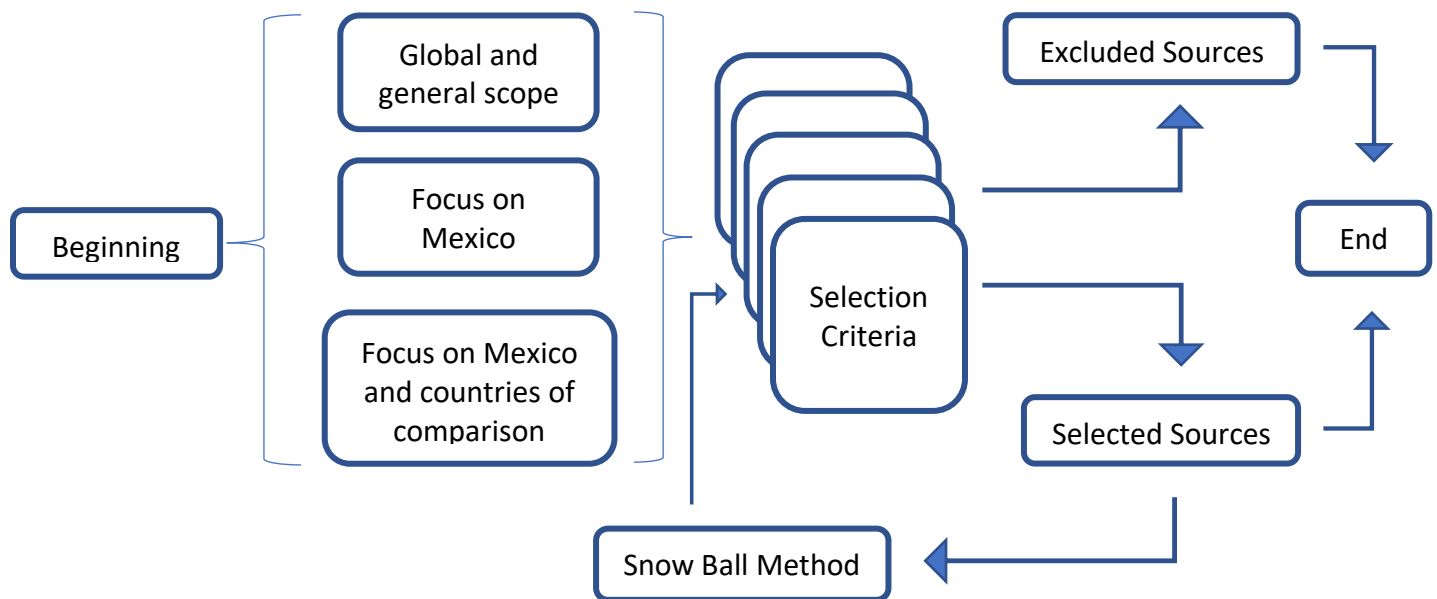 Beginning
Global and
general scope
Focus on
Mexico
Focus on Mexico
and countries of
comparison
Selection
Criteria
Excluded Sources
Selected Sources
End
Snow Ball Method